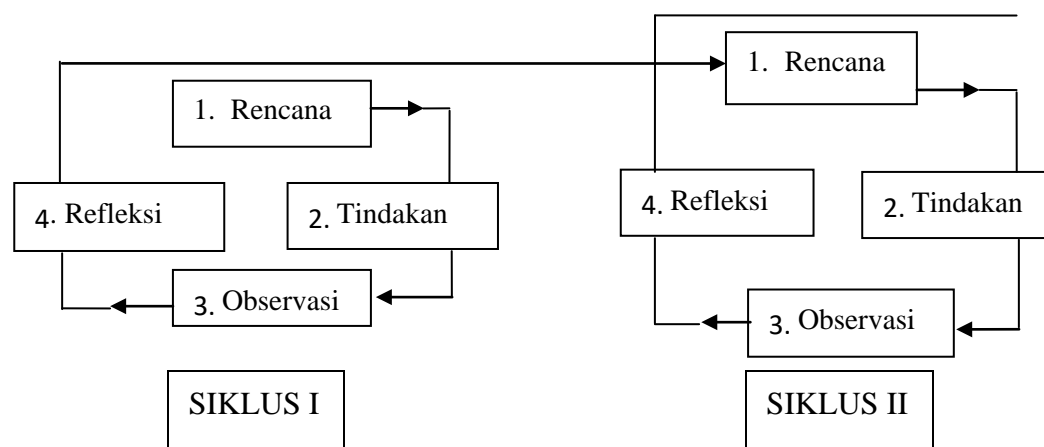 1. Rencana
2. Tindakan
3. Observasi
4. Refleksi
SIKLUS I
1. Rencana
2. Tindakan
3. Observasi
4. Refleksi
SIKLUS II